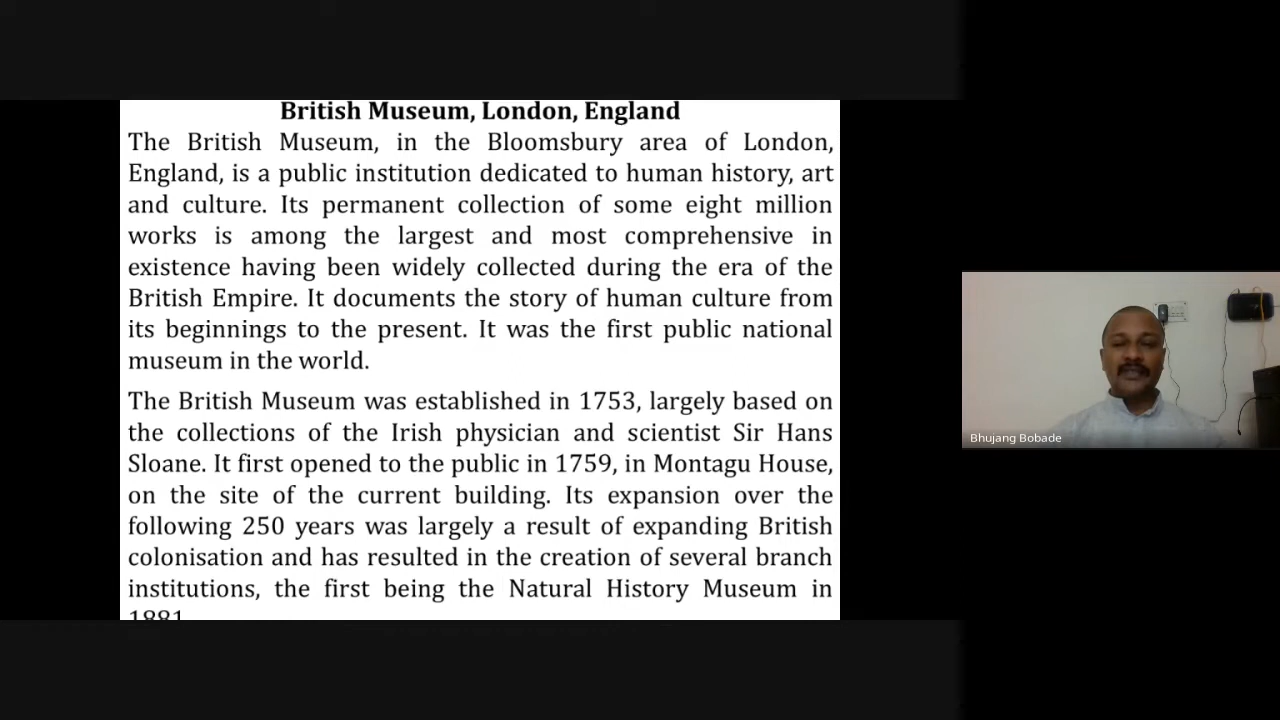 British Museum, London, England
The British Museum, in the Bloomsbury area of London,
England, is a public institution dedicated to human history, art
and culture. Its permanent collection of some eight million
works is among the largest and most comprehensive in
existence having been widely collected during the era of the
British Empire. It documents the story of human culture from
its beginnings to the present. It was the first public national
museum in the world.
The British Museum was established in 1753, largely based on
the collections of the Irish physician and scientist Sir Hans
Sloane. It first opened to the public in 1759, in Montagu House,
on the site of the current building. Its expansion over the
following 250 years was largely a result of expanding British
colonisation and has resulted in the creation of several branch
institutions, the first being the Natural History Museum in
1881
Bhujang Bobade